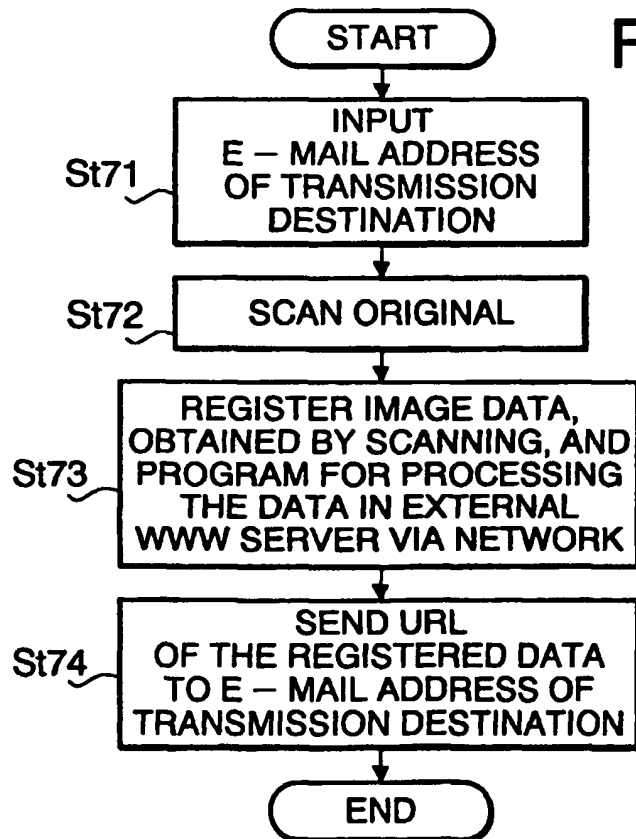 START
F
St71
INPUT
E – MAIL ADDRESS
OF TRANSMISSION
DESTINATION
St72
SCAN ORIGINAL
St73
REGISTER IMAGE DATA,
OBTAINED BY SCANNING, AND
PROGRAM FOR PROCESSING
THE DATA IN EXTERNAL
WWW SERVER VIA NETWORK
St74
SEND URL
OF THE REGISTERED DATA
TO E – MAIL ADDRESS OF
TRANSMISSION DESTINATION
END